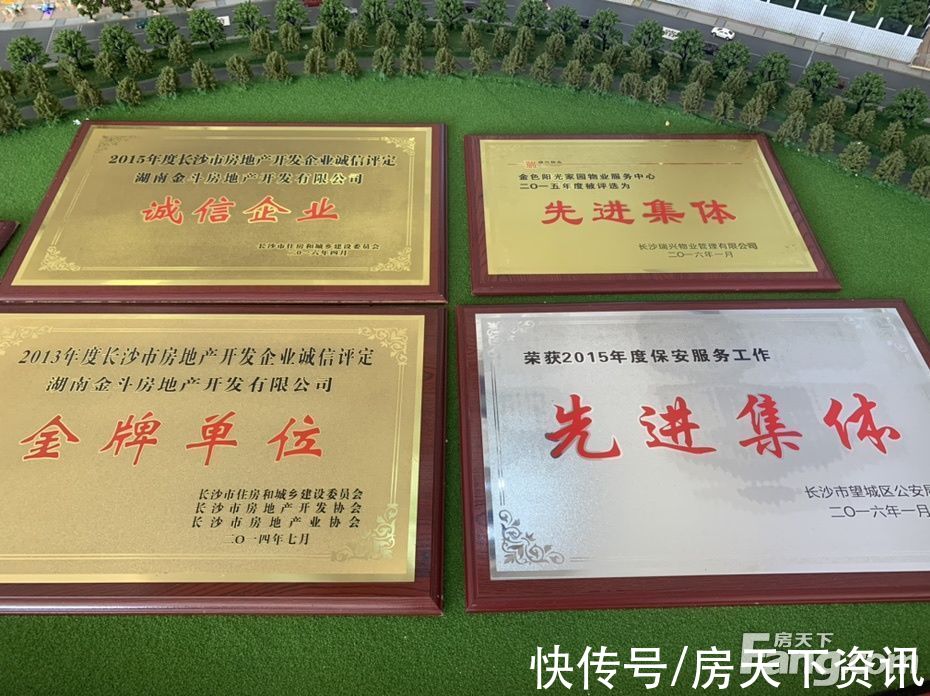 2015年度长沙市房地产开发企业诚信评定
湖南金斗房地产开发有限公司
诚信企业
长沙市住房和城乡建设委员会
二〇一六年四月
金色阳光家园物业服务中心
二〇一五年度被评选为
先进集体
长沙瑞兴物业管理有限公司
二〇一六年一月
2013年度长沙市房地产开发企业诚信评定
湖南金斗房地产开发有限公司
金牌单位
长沙市住房和城乡建设委员会
长沙市房地产开发协会
长沙市房地产业协会
二〇一四年七月
荣获2015年度保安服务工作
先进集体
长沙市望城区公安局
二〇一六年一月
房天下
Fang.com
快传号/房天下资讯